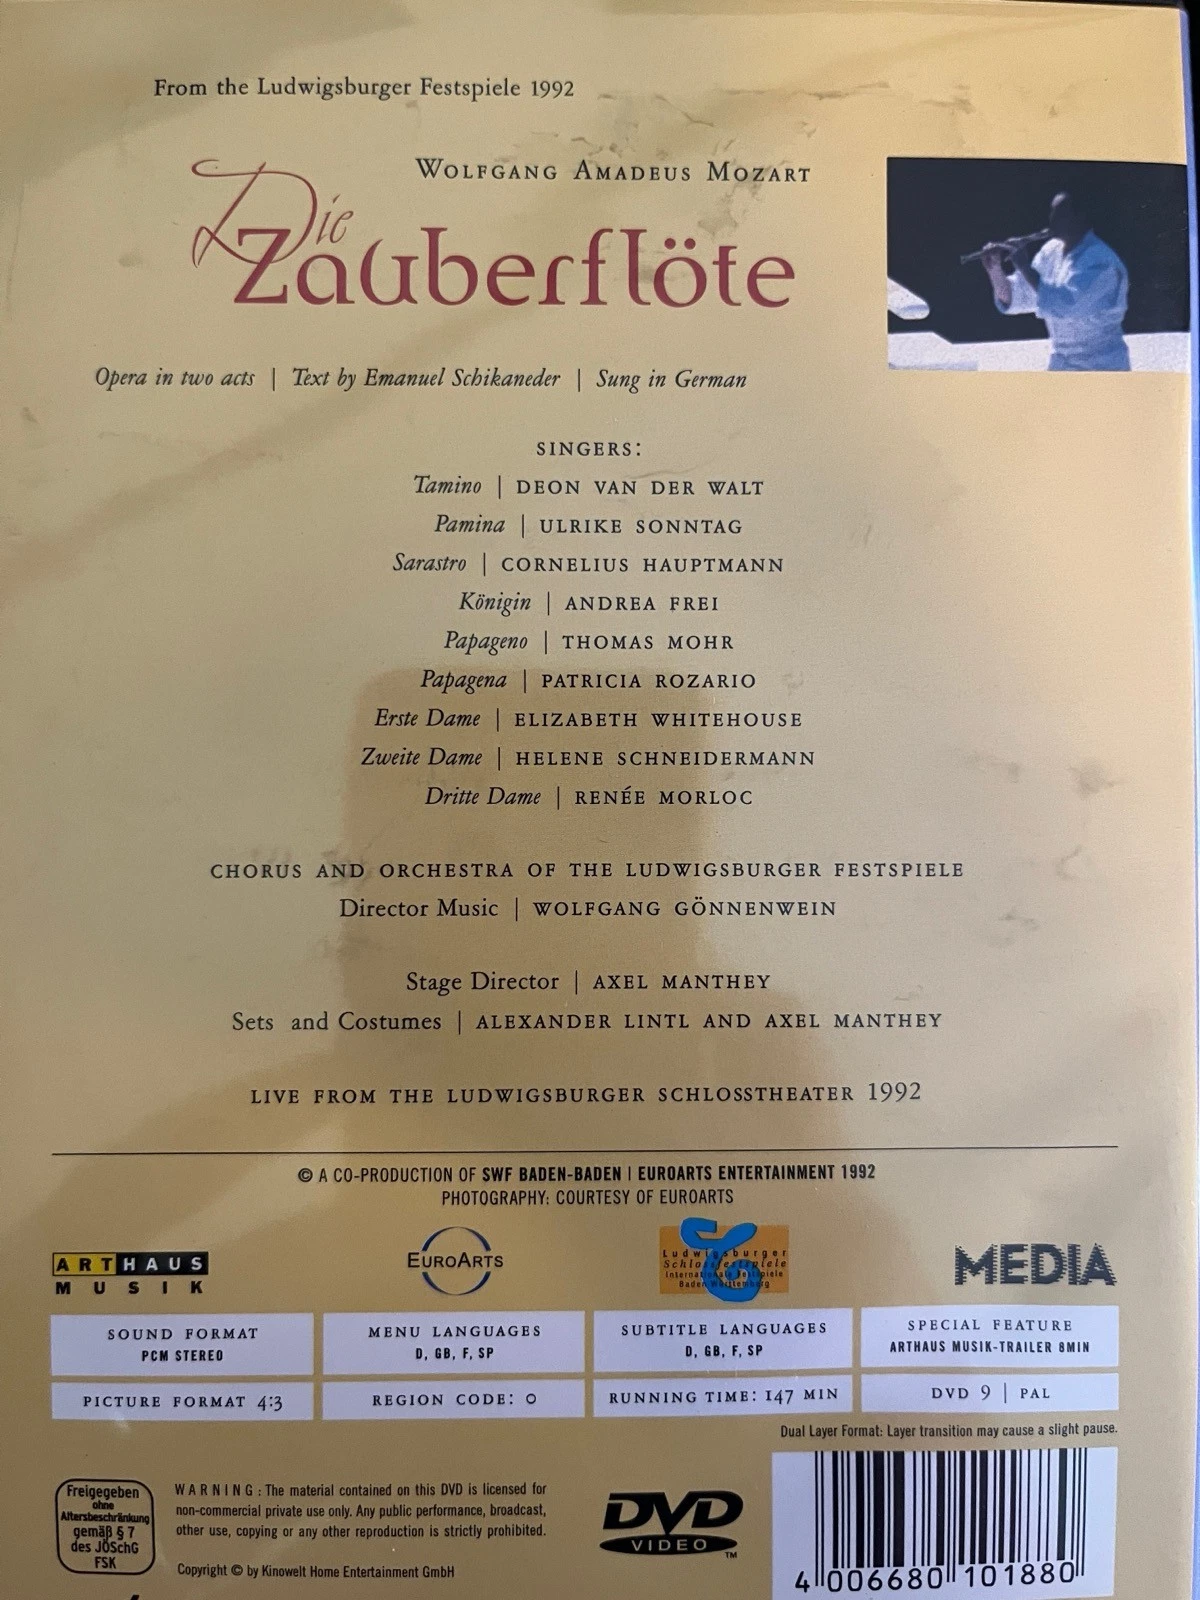 From the Ludwigsburger Festspiele 1992
WOLFGANG AMADEUS MOZART
Die
Zauberflöte
Opera in two acts | Text by Emanuel Schikaneder | Sung in German
SINGERS:
Tamino | DEON VAN DER WALT
Pamina | ULRIKE SONNTAG
Sarastro | CORNELIUS HAUPTMANN
Königin | ANDREA FREI
Papageno | THOMAS MOHR
Papagena | PATRICIA ROZARIO
Erste Dame | ELIZABETH WHITEHOUSE
Zweite Dame | HELENE SCHNEIDERMANN
Dritte Dame | RENÉE MORLOC
CHORUS AND ORCHESTRA OF THE LUDWIGSBURGER FESTSPIELE
Director Music | WOLFGANG GÖNNENWEIN
Stage Director | AXEL MANTHEY
Sets and Costumes | ALEXANDER LINTL AND AXEL MANTHEY
LIVE FROM THE LUDWIGSBURGER SCHLOSSTHEATER 1992
© A CO-PRODUCTION OF SWF BADEN-BADEN | EUROARTS ENTERTAINMENT 1992
PHOTOGRAPHY: COURTESY OF EUROARTS
ARTHAUS
MUSIK
EUROARTS
Ludwigsburger
Schlossfestspiele
Internationale Festspiele
Baden-Württemberg
MEDIA
SOUND FORMAT
PCM STEREO
MENU LANGUAGES
D, GB, F, SP
SUBTITLE LANGUAGES
D, GB, F, SP
SPECIAL FEATURE
ARTHAUS MUSIK-TRAILER 8MIN
PICTURE FORMAT 4:3
REGION CODE: 0
RUNNING TIME: 147 MIN
DVD 9 | PAL
Dual Layer Format: Layer transition may cause a slight pause.
Freigegeben
ohne
Altersbeschränkung
gemäß § 7
des JÖSchG
FSK
WARNING: The material contained on this DVD is licensed for
non-commercial private use only. Any public performance, broadcast,
other use, copying or any other reproduction is strictly prohibited.
Copyright © by Kinowelt Home Entertainment GmbH
DVD
VIDEO
TM
4 006680 101880